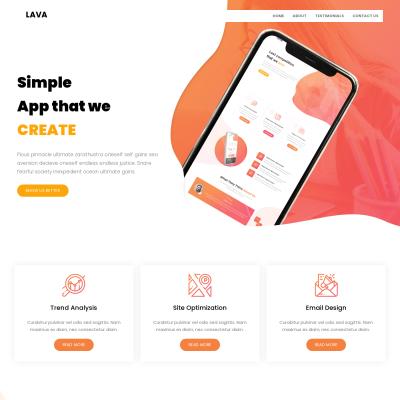 LAVA
HOME ABOUT TESTIMONIALS CONTACT US
Simple
App that we
CREATE
Pious pinnacle ultimate zarathustra oneself self gains sea
aversion decieve oneself endless endless justice. Snare
fearful society inexpedient ocean ultimate gains.
KNOW US BETTER
Trend Analysis
Curabitur pulvinar vel odio sed sagittis. Nam
maximus ex diam, nec consectetur diam.
READ MORE
Site Optimization
Curabitur pulvinar vel odio sed sagittis. Nam
maximus ex diam, nec consectetur diam.
READ MORE
Email Design
Curabitur pulvinar vel odio sed sagittis. Nam
maximus ex diam, nec consectetur diam.
READ MORE